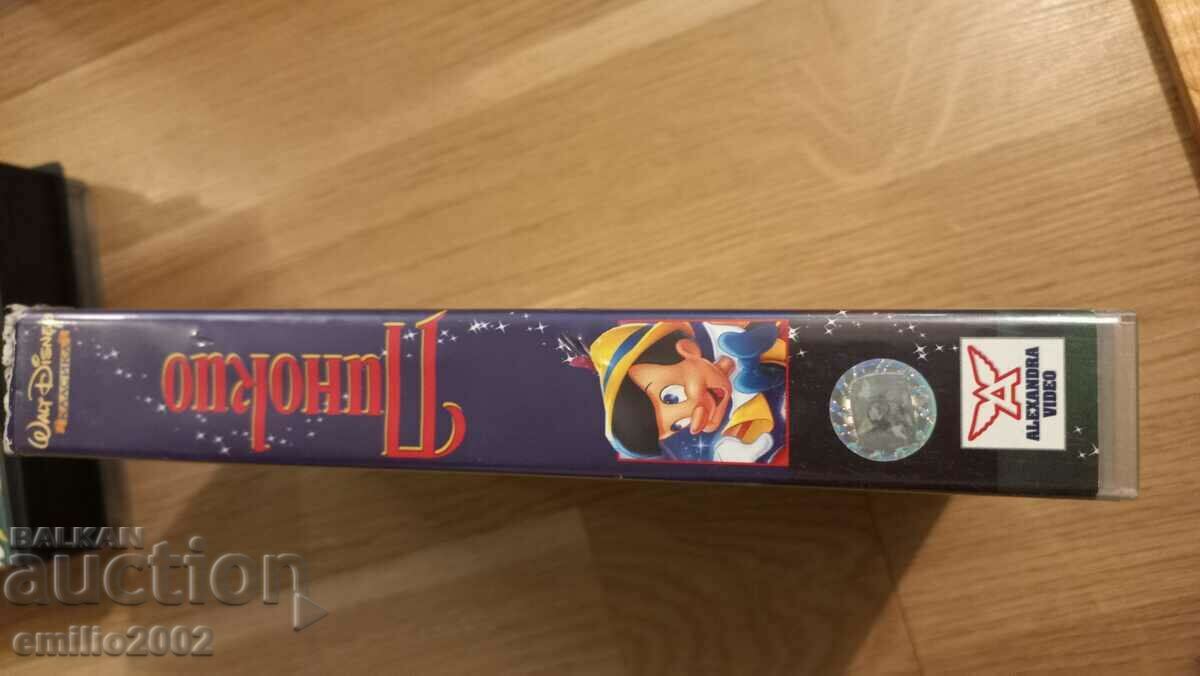 WALT DISNEY
Пинокио
ALEXANDRA
VIDEO
BALKAN
auction
emilio2002